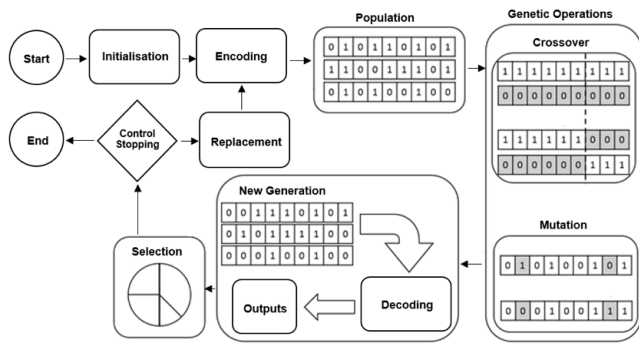 Population
Genetic Operations
Start
Initialisation
Encoding
0 1 0 1 1 0 1 0 1
1 1 0 0 1 1 1 0 1
0 1 0 1 0 1 0 0 0
Crossover
1 1 1 1 1 1 1 1 1
0 0 0 0 0 0 0 0 0
1 1 1 1 1 1 0 0 0
0 0 0 0 0 0 1 1 1
End
Control
Stopping
Replacement
New Generation
0 0 1 1 1 0 1 0 1
0 1 0 1 1 1 1 0 0
0 0 0 1 0 0 1 0 0
Decoding
Outputs
Selection
Mutation
0 1 0 1 0 0 1 0 1
0 0 0 1 0 0 1 1 1